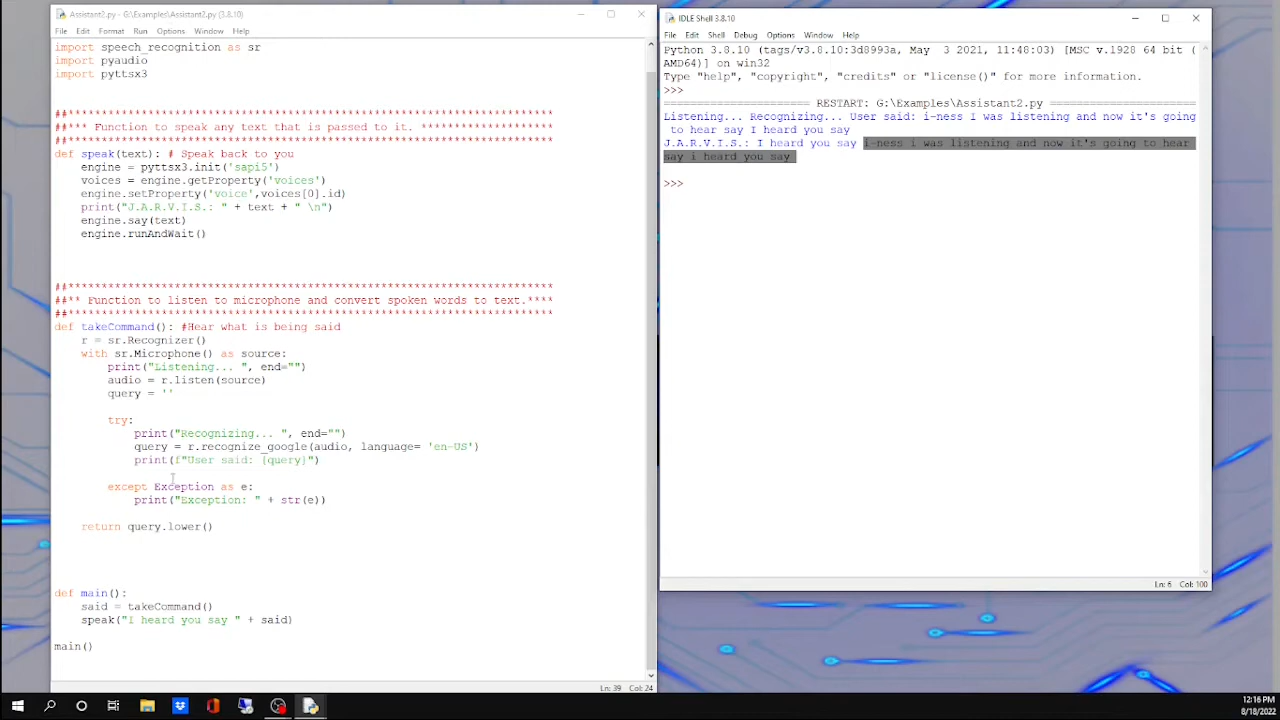 Assistant2.py - G:\Examples\Assistant2.py (3.8.10)
File Edit Format Run Options Window Help
import speech_recognition as sr
import pyaudio
import pyttsx3
##**************************************************************************
##*** Function to speak any text that is passed to it. ********************
##**************************************************************************
def speak(text): # Speak back to you
    engine = pyttsx3.init('sapi5')
    voices = engine.getProperty('voices')
    engine.setProperty('voice',voices[0].id)
    print("J.A.R.V.I.S.: " + text + " \n")
    engine.say(text)
    engine.runAndWait()
##**************************************************************************
##** Function to listen to microphone and convert spoken words to text.****
##**************************************************************************
def takeCommand(): #Hear what is being said
    r = sr.Recognizer()
    with sr.Microphone() as source:
        print("Listening... ", end="")
        audio = r.listen(source)
        query = ''
        try:
            print("Recognizing... ", end="")
            query = r.recognize_google(audio, language= 'en-US')
            print(f"User said: {query}")
        except Exception as e:
            print("Exception: " + str(e))
    return query.lower()
def main():
    said = takeCommand()
    speak("I heard you say " + said)
main()
Ln: 39 Col: 24
IDLE Shell 3.8.10
File Edit Shell Debug Options Window Help
Python 3.8.10 (tags/v3.8.10:3d8993a, May  3 2021, 11:48:03) [MSC v.1928 64 bit (
AMD64)] on win32
Type "help", "copyright", "credits" or "license()" for more information.
>>>
====================== RESTART: G:\Examples\Assistant2.py ======================
Listening... Recognizing... User said: i-ness I was listening and now it's going
 to hear say I heard you say
J.A.R.V.I.S.: I heard you say i-ness i was listening and now it's going to hear
say i heard you say
>>>
Ln: 6 Col: 100
12:16 PM
8/18/2022